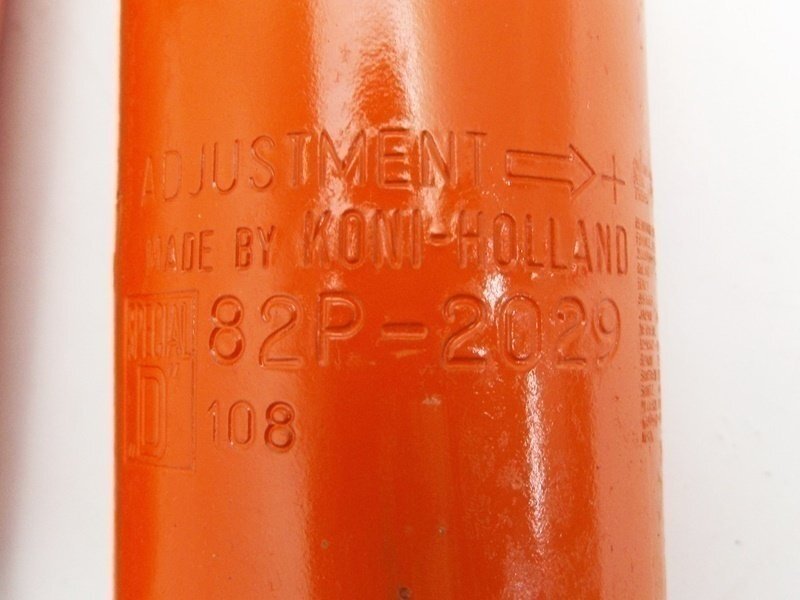 ADJUSTMENT ⇨ +
MADE BY KONI-HOLLAND
SPECIAL 82P-2029
'D' 108